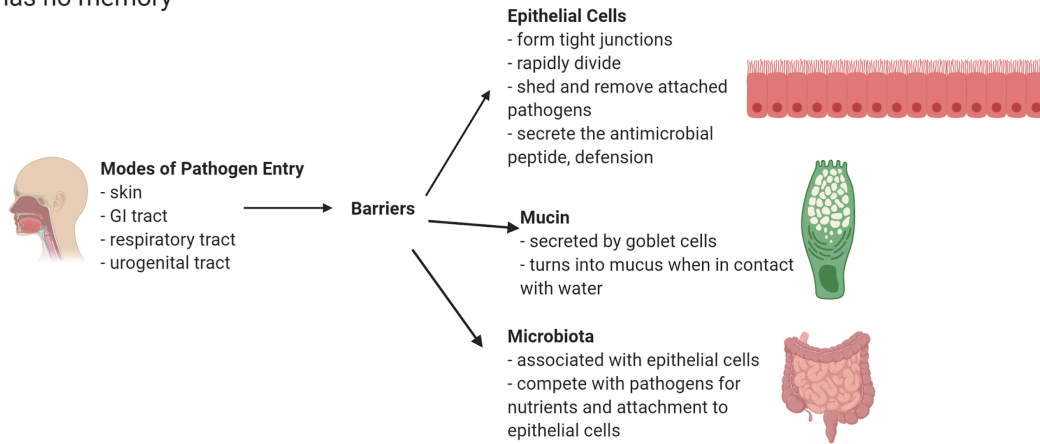 has no memory
Epithelial Cells
- form tight junctions
- rapidly divide
- shed and remove attached
pathogens
- secrete the antimicrobial
peptide, defension
Modes of Pathogen Entry
- skin
- GI tract
- respiratory tract
- urogenital tract
Barriers
Mucin
- secreted by goblet cells
- turns into mucus when in contact
with water
Microbiota
- associated with epithelial cells
- compete with pathogens for
nutrients and attachment to
epithelial cells